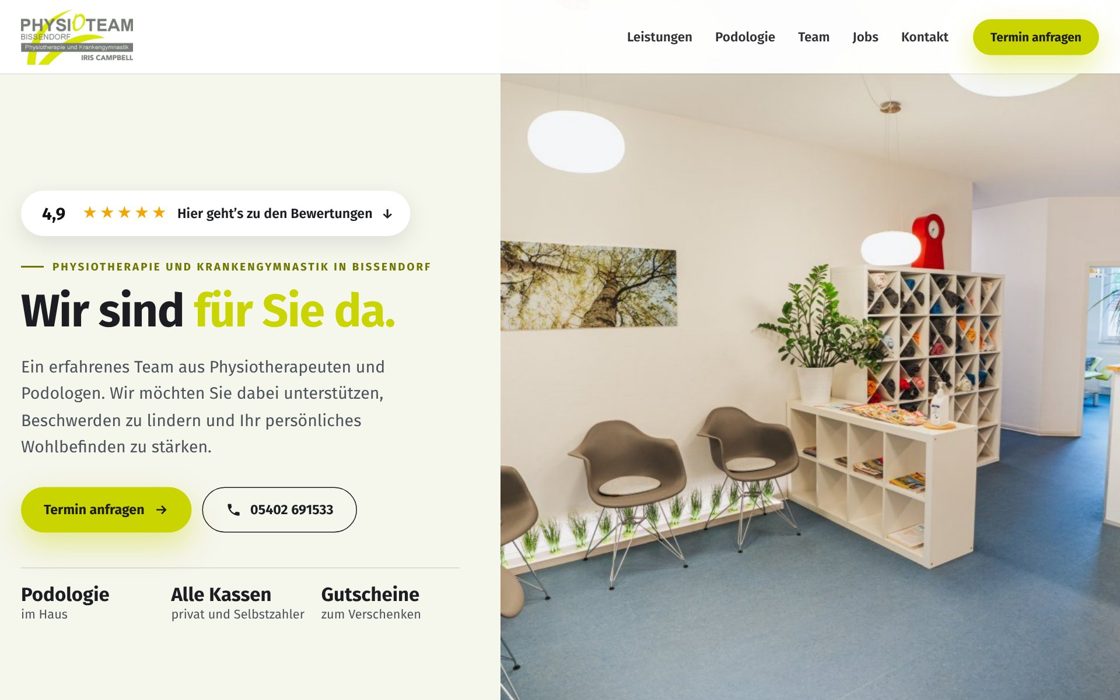 PHYSIOTEAM
BISSENDORF
Physiotherapie und Krankengymnastik
IRIS CAMPBELL
Leistungen
Podologie
Team
Jobs
Kontakt
Termin anfragen
4,9 ★★★★★ Hier geht’s zu den Bewertungen ↓
PHYSIOTHERAPIE UND KRANKENGYMNASTIK IN BISSENDORF
Wir sind für Sie da.
Ein erfahrenes Team aus Physiotherapeuten und
Podologen. Wir möchten Sie dabei unterstützen,
Beschwerden zu lindern und Ihr persönliches
Wohlbefinden zu stärken.
Termin anfragen →
05402 691533
Podologie
im Haus
Alle Kassen
privat und Selbstzahler
Gutscheine
zum Verschenken